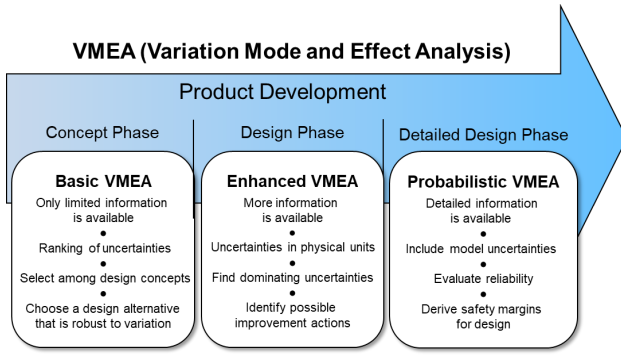 VMEA (Variation Mode and Effect Analysis)
Product Development
Concept Phase
Design Phase
Detailed Design Phase
Basic VMEA
Only limited information
is available
•
Ranking of uncertainties
•
Select among design concepts
•
Choose a design alternative
that is robust to variation
Enhanced VMEA
More information
is available
•
Uncertainties in physical units
•
Find dominating uncertainties
•
Identify possible
improvement actions
Probabilistic VMEA
Detailed information
is available
•
Include model uncertainties
•
Evaluate reliability
•
Derive safety margins
for design